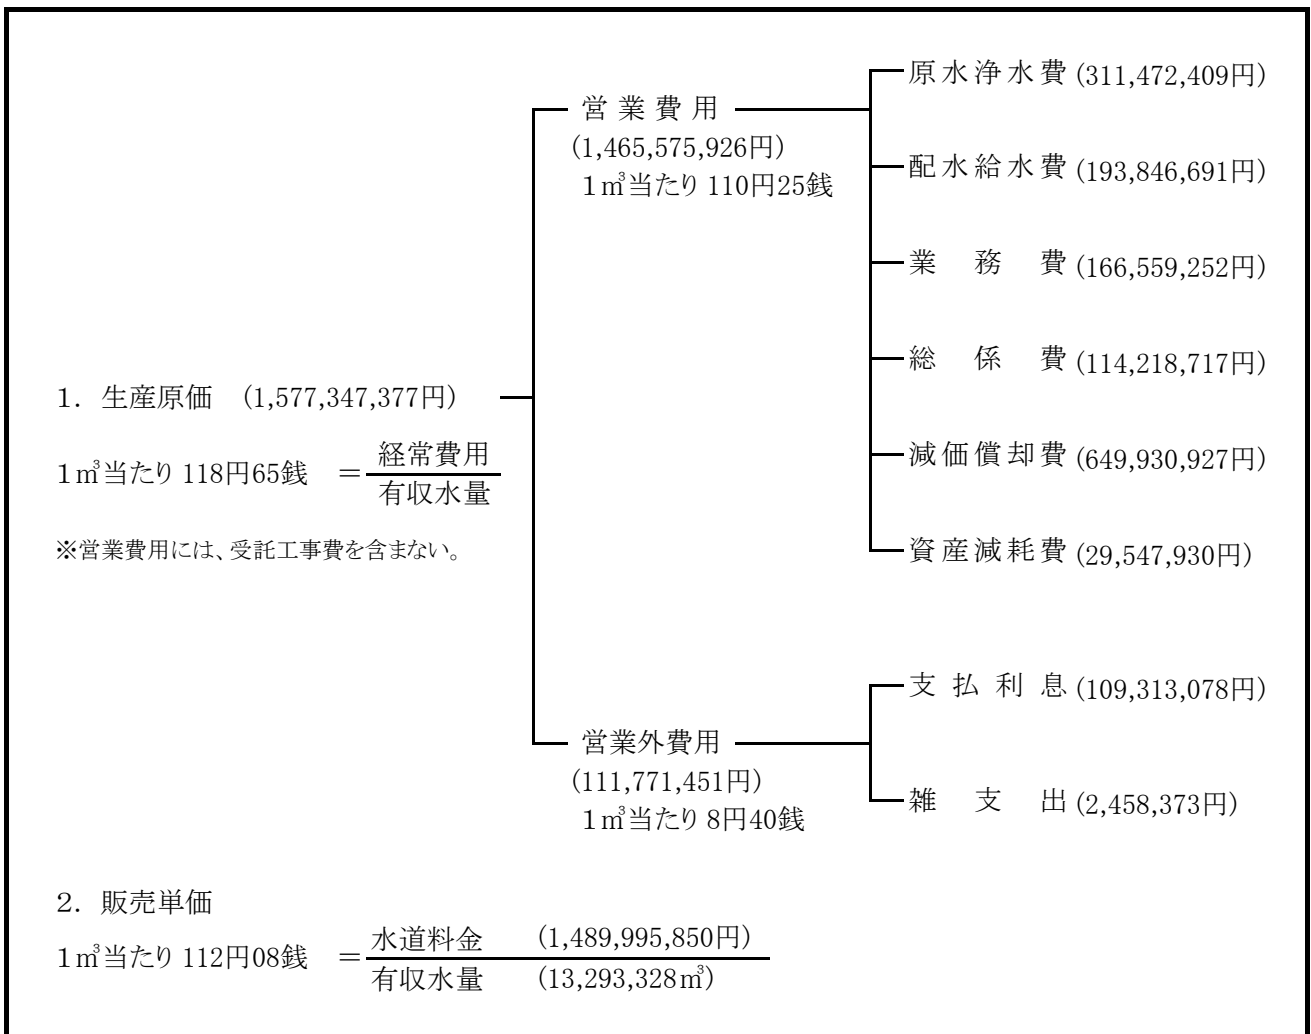 原水浄水費 (311,472,409円)
営業費用
(1,465,575,926円)
1㎥当たり 110円25銭
配水給水費 (193,846,691円)
業務費 (166,559,252円)
総係費 (114,218,717円)
1. 生産原価 (1,577,347,377円)
1㎥当たり 118円65銭 = 経常費用
有収水量
減価償却費 (649,930,927円)
※営業費用には、受託工事費を含まない。
資産減耗費 (29,547,930円)
支払利息 (109,313,078円)
営業外費用
(111,771,451円)
1㎥当たり 8円40銭
雑支出 (2,458,373円)
2. 販売単価
1㎥当たり 112円08銭 = 水道料金 (1,489,995,850円)
有収水量 (13,293,328㎥)